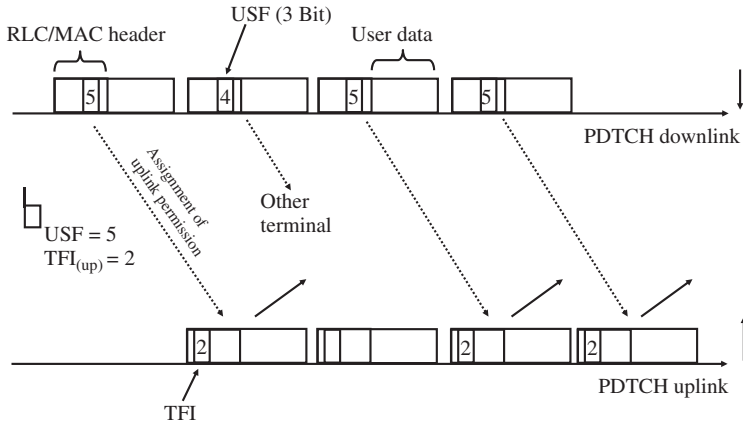 USF (3 Bit)
RLC/MAC header
User data
5
4
5
5
PDTCH downlink
Assignment of
uplink permission
Other
terminal
USF = 5
TFI(up) = 2
2
2
2
PDTCH uplink
TFI